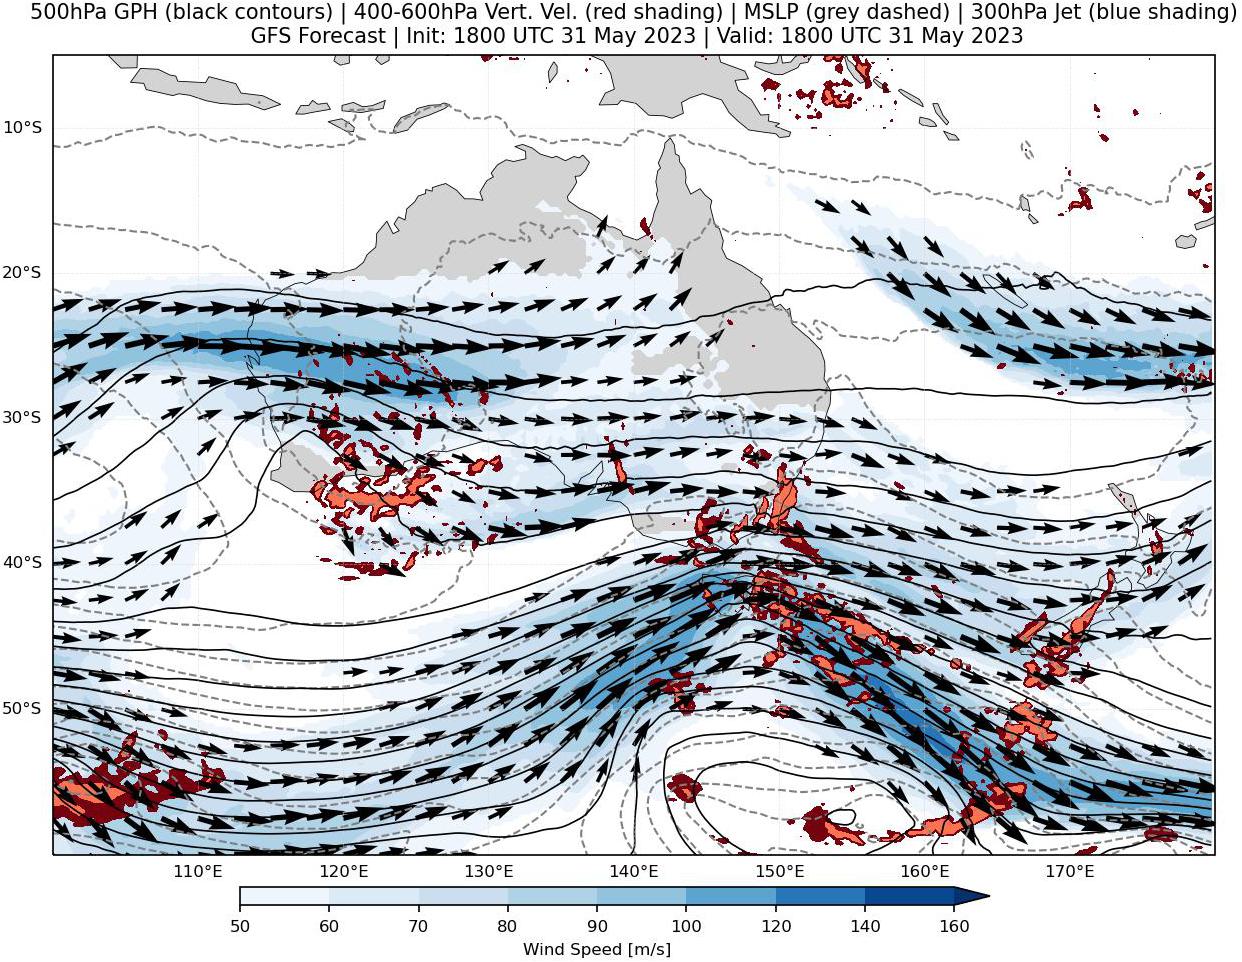 500hPa GPH (black contours) | 400-600hPa Vert. Vel. (red shading) | MSLP (grey dashed) | 300hPa Jet (blue shading)
GFS Forecast | Init: 1800 UTC 31 May 2023 | Valid: 1800 UTC 31 May 2023
10°S
20°S
30°S
40°S
50°S
110°E 120°E 130°E 140°E 150°E 160°E 170°E
50 60 70 80 90 100 120 140 160
Wind Speed [m/s]